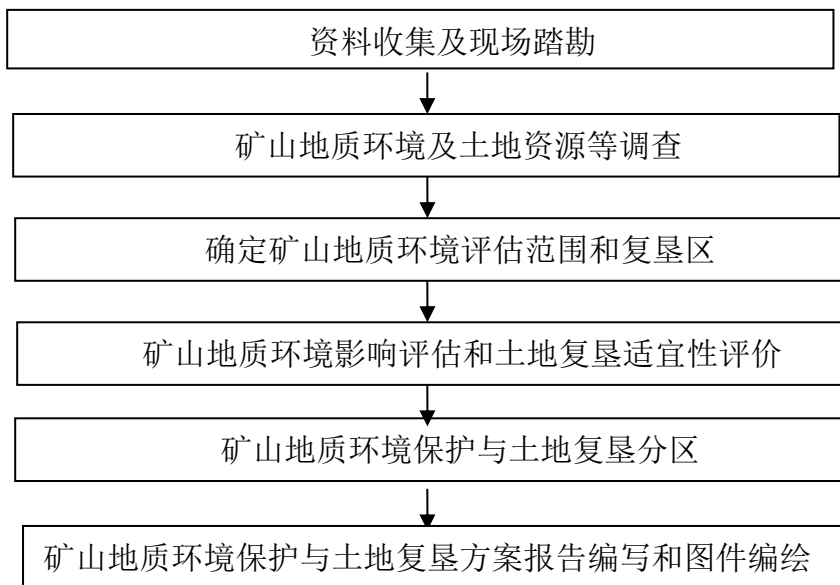 资料收集及现场踏勘
矿山地质环境及土地资源等调查
确定矿山地质环境评估范围和复垦区
矿山地质环境影响评估和土地复垦适宜性评价
矿山地质环境保护与土地复垦分区
矿山地质环境保护与土地复垦方案报告编写和图件编绘